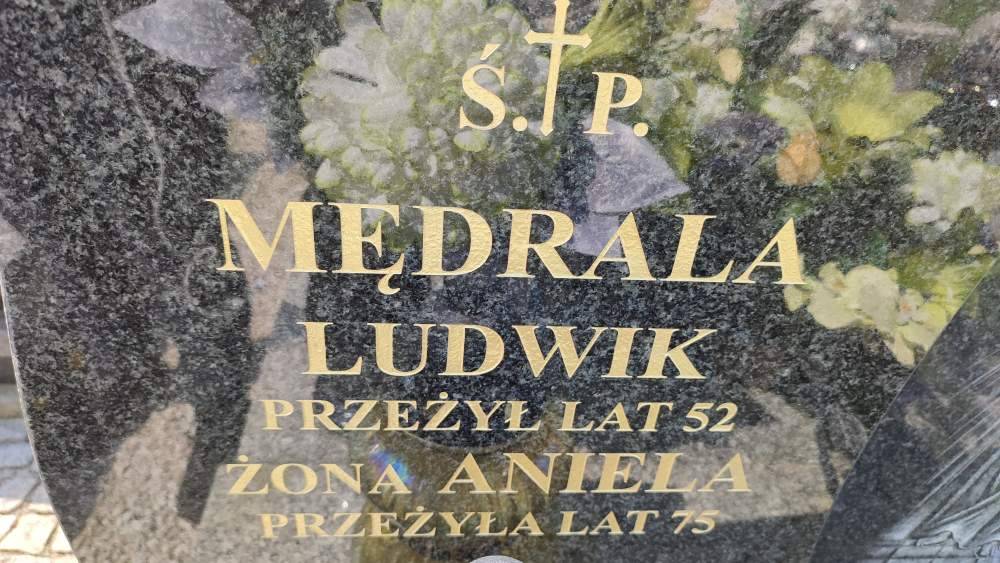 Ś. P.
MĘDRALA
LUDWIK
PRZEŻYŁ LAT 52
ŻONA ANIELA
PRZEŻYŁA LAT 75